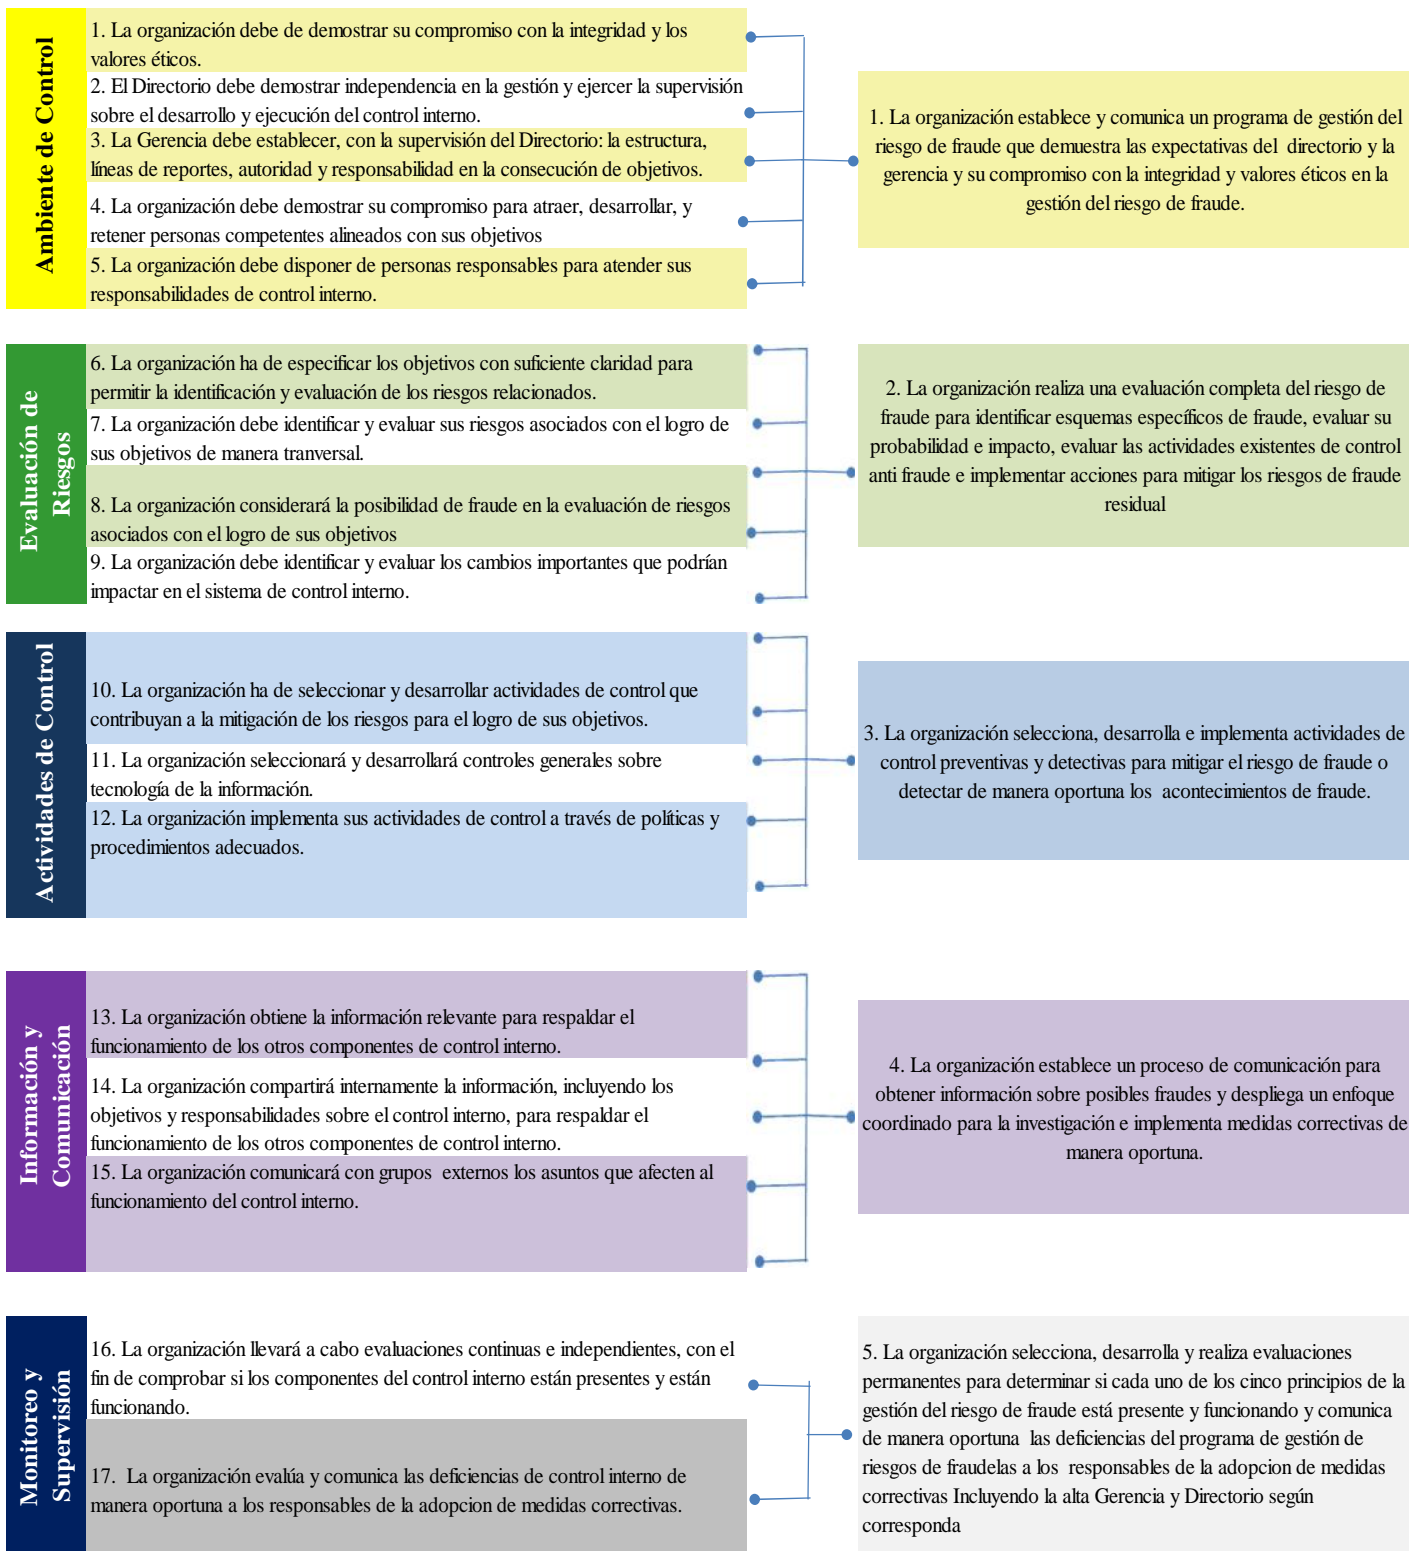 Ambiente de Control
1. La organización debe de demostrar su compromiso con la integridad y los
valores éticos.
2. El Directorio debe demostrar independencia en la gestión y ejercer la supervisión
sobre el desarrollo y ejecución del control interno.
3. La Gerencia debe establecer, con la supervisión del Directorio: la estructura,
líneas de reportes, autoridad y responsabilidad en la consecución de objetivos.
4. La organización debe demostrar su compromiso para atraer, desarrollar, y
retener personas competentes alineados con sus objetivos
5. La organización debe disponer de personas responsables para atender sus
responsabilidades de control interno.
1. La organización establece y comunica un programa de gestión del
riesgo de fraude que demuestra las expectativas del directorio y la
gerencia y su compromiso con la integridad y valores éticos en la
gestión del riesgo de fraude.
Evaluación de
Riesgos
6. La organización ha de especificar los objetivos con suficiente claridad para
permitir la identificación y evaluación de los riesgos relacionados.
7. La organización debe identificar y evaluar sus riesgos asociados con el logro de
sus objetivos de manera tranversal.
8. La organización considerará la posibilidad de fraude en la evaluación de riesgos
asociados con el logro de sus objetivos
9. La organización debe identificar y evaluar los cambios importantes que podrían
impactar en el sistema de control interno.
2. La organización realiza una evaluación completa del riesgo de
fraude para identificar esquemas específicos de fraude, evaluar su
probabilidad e impacto, evaluar las actividades existentes de control
anti fraude e implementar acciones para mitigar los riesgos de fraude
residual
Actividades de Control
10. La organización ha de seleccionar y desarrollar actividades de control que
contribuyan a la mitigación de los riesgos para el logro de sus objetivos.
11. La organización seleccionará y desarrollará controles generales sobre
tecnología de la información.
12. La organización implementa sus actividades de control a través de políticas y
procedimientos adecuados.
3. La organización selecciona, desarrolla e implementa actividades de
control preventivas y detectivas para mitigar el riesgo de fraude o
detectar de manera oportuna los acontecimientos de fraude.
Información y
Comunicación
13. La organización obtiene la información relevante para respaldar el
funcionamiento de los otros componentes de control interno.
14. La organización compartirá internamente la información, incluyendo los
objetivos y responsabilidades sobre el control interno, para respaldar el
funcionamiento de los otros componentes de control interno.
15. La organización comunicará con grupos externos los asuntos que afecten al
funcionamiento del control interno.
4. La organización establece un proceso de comunicación para
obtener información sobre posibles fraudes y despliega un enfoque
coordinado para la investigación e implementa medidas correctivas de
manera oportuna.
Monitoreo y
Supervisión
16. La organización llevará a cabo evaluaciones continuas e independientes, con el
fin de comprobar si los componentes del control interno están presentes y están
funcionando.
17. La organización evalúa y comunica las deficiencias de control interno de
manera oportuna a los responsables de la adopcion de medidas correctivas.
5. La organización selecciona, desarrolla y realiza evaluaciones
permanentes para determinar si cada uno de los cinco principios de la
gestión del riesgo de fraude está presente y funcionando y comunica
de manera oportuna las deficiencias del programa de gestión de
riesgos de fraudelas a los responsables de la adopcion de medidas
correctivas Incluyendo la alta Gerencia y Directorio según
corresponda